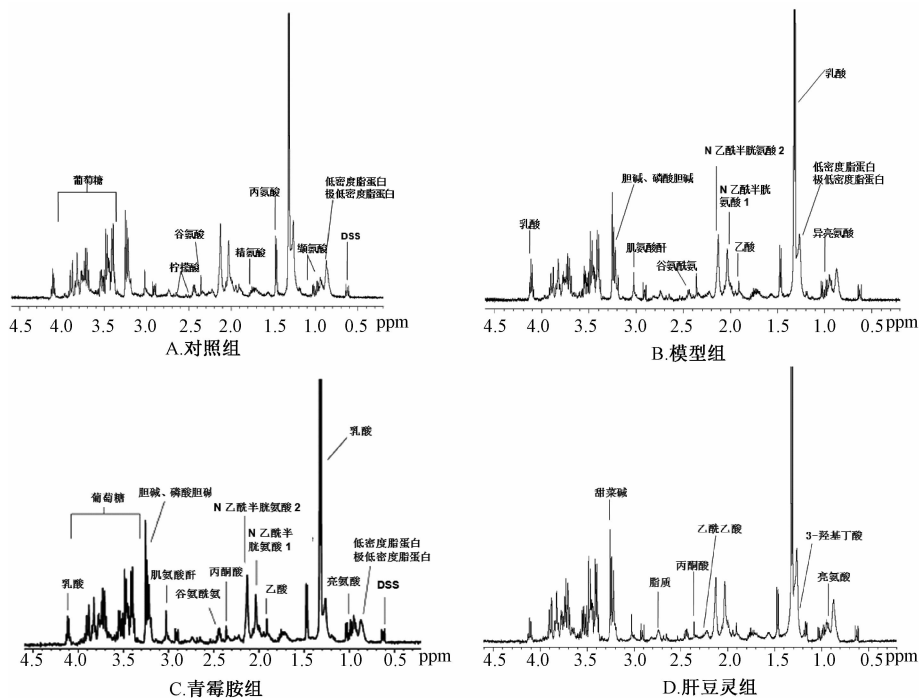 葡萄糖
谷氨酸
柠檬酸
精氨酸
丙氨酸
缬氨酸
低密度脂蛋白
极低密度脂蛋白
DSS
4.5 4.0 3.5 3.0 2.5 2.0 1.5 1.0 0.5 ppm
A.对照组
乳酸
胆碱、磷酸胆碱
肌氨酸酐
谷氨酰氨
N 乙酰半胱氨酸 2
N 乙酰半胱
氨酸 1
乙酸
乳酸
低密度脂蛋白
极低密度脂蛋白
异亮氨酸
4.5 4.0 3.5 3.0 2.5 2.0 1.5 1.0 0.5 ppm
B.模型组
乳酸
葡萄糖
胆碱、磷酸胆碱
肌氨酸酐
谷氨酰氨
丙酮酸
N 乙酰半胱氨酸 2
N 乙酰半
胱氨酸 1
乙酸
乳酸
低密度脂蛋白
极低密度脂蛋白
亮氨酸
DSS
4.5 4.0 3.5 3.0 2.5 2.0 1.5 1.0 0.5 ppm
C.青霉胺组
甜菜碱
脂质
丙酮酸
乙酰乙酸
3-羟基丁酸
亮氨酸
4.5 4.0 3.5 3.0 2.5 2.0 1.5 1.0 0.5 ppm
D.肝豆灵组